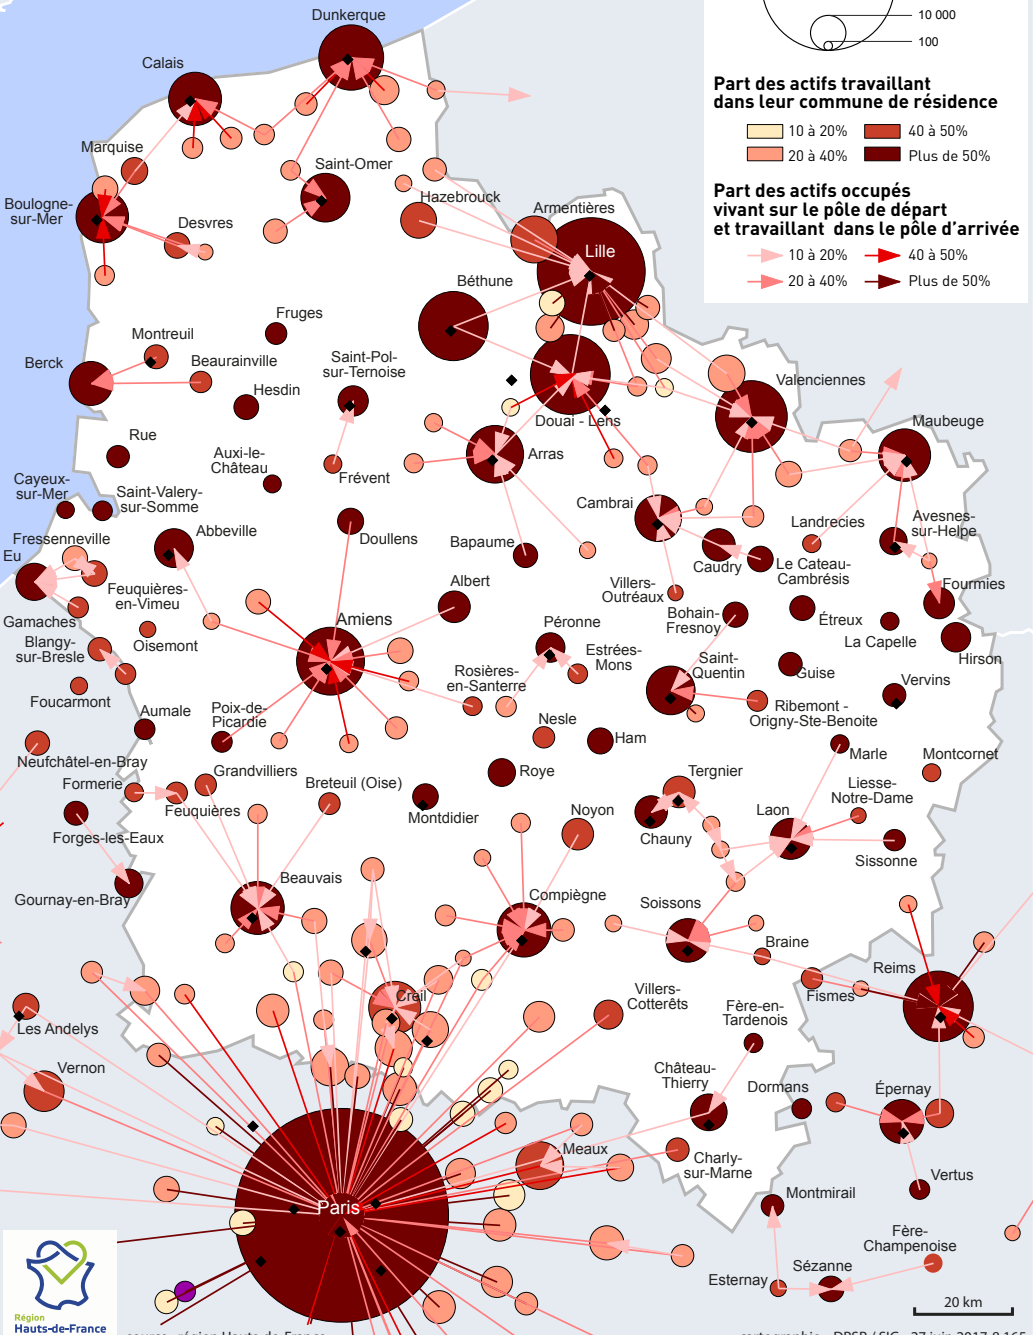 10 000
100
Part des actifs travaillant
dans leur commune de résidence
10 à 20%
40 à 50%
20 à 40%
Plus de 50%
Part des actifs occupés
vivant sur le pôle de départ
et travaillant dans le pôle d'arrivée
10 à 20%
40 à 50%
20 à 40%
Plus de 50%
Dunkerque
Calais
Marquise
Saint-Omer
Boulogne-
sur-Mer
Desvres
Hazebrouck
Armentières
Lille
Béthune
Fruges
Montreuil
Berck
Beaurainville
Saint-Pol-
sur-Ternoise
Hesdin
Valenciennes
Douai - Lens
Maubeuge
Rue
Auxi-le-
Château
Arras
Frévent
Cayeux-
sur-Mer
Saint-Valery-
sur-Somme
Cambrai
Abbeville
Doullens
Bapaume
Landrecies
Avesnes-
sur-Helpe
Fressenneville
Eu
Caudry
Le Cateau-
Cambrésis
Feuquières-
en-Vimeu
Albert
Villers-
Outréaux
Fourmies
Gamaches
Oisemont
Amiens
Péronne
Bohain-
Fresnoy
Étreux
La Capelle
Blangy-
sur-Bresle
Estrées-
Mons
Hirson
Foucarmont
Rosières-
en-Santerre
Saint-
Quentin
Guise
Vervins
Aumale
Poix-de-
Picardie
Nesle
Ham
Ribemont -
Origny-Ste-Benoite
Neufchâtel-en-Bray
Marle
Montcornet
Formerie
Grandvilliers
Roye
Tergnier
Liesse-
Notre-Dame
Feuquières
Breteuil (Oise)
Montdidier
Noyon
Chauny
Laon
Forges-les-Eaux
Sissonne
Gournay-en-Bray
Beauvais
Compiègne
Soissons
Braine
Reims
Creil
Villers-
Cotterêts
Fismes
Les Andelys
Fère-en-
Tardenois
Vernon
Château-
Thierry
Dormans
Épernay
Meaux
Charly-
sur-Marne
Vertus
Paris
Montmirail
Fère-
Champenoise
Sézanne
Esternay
20 km
Région
Hauts-de-France